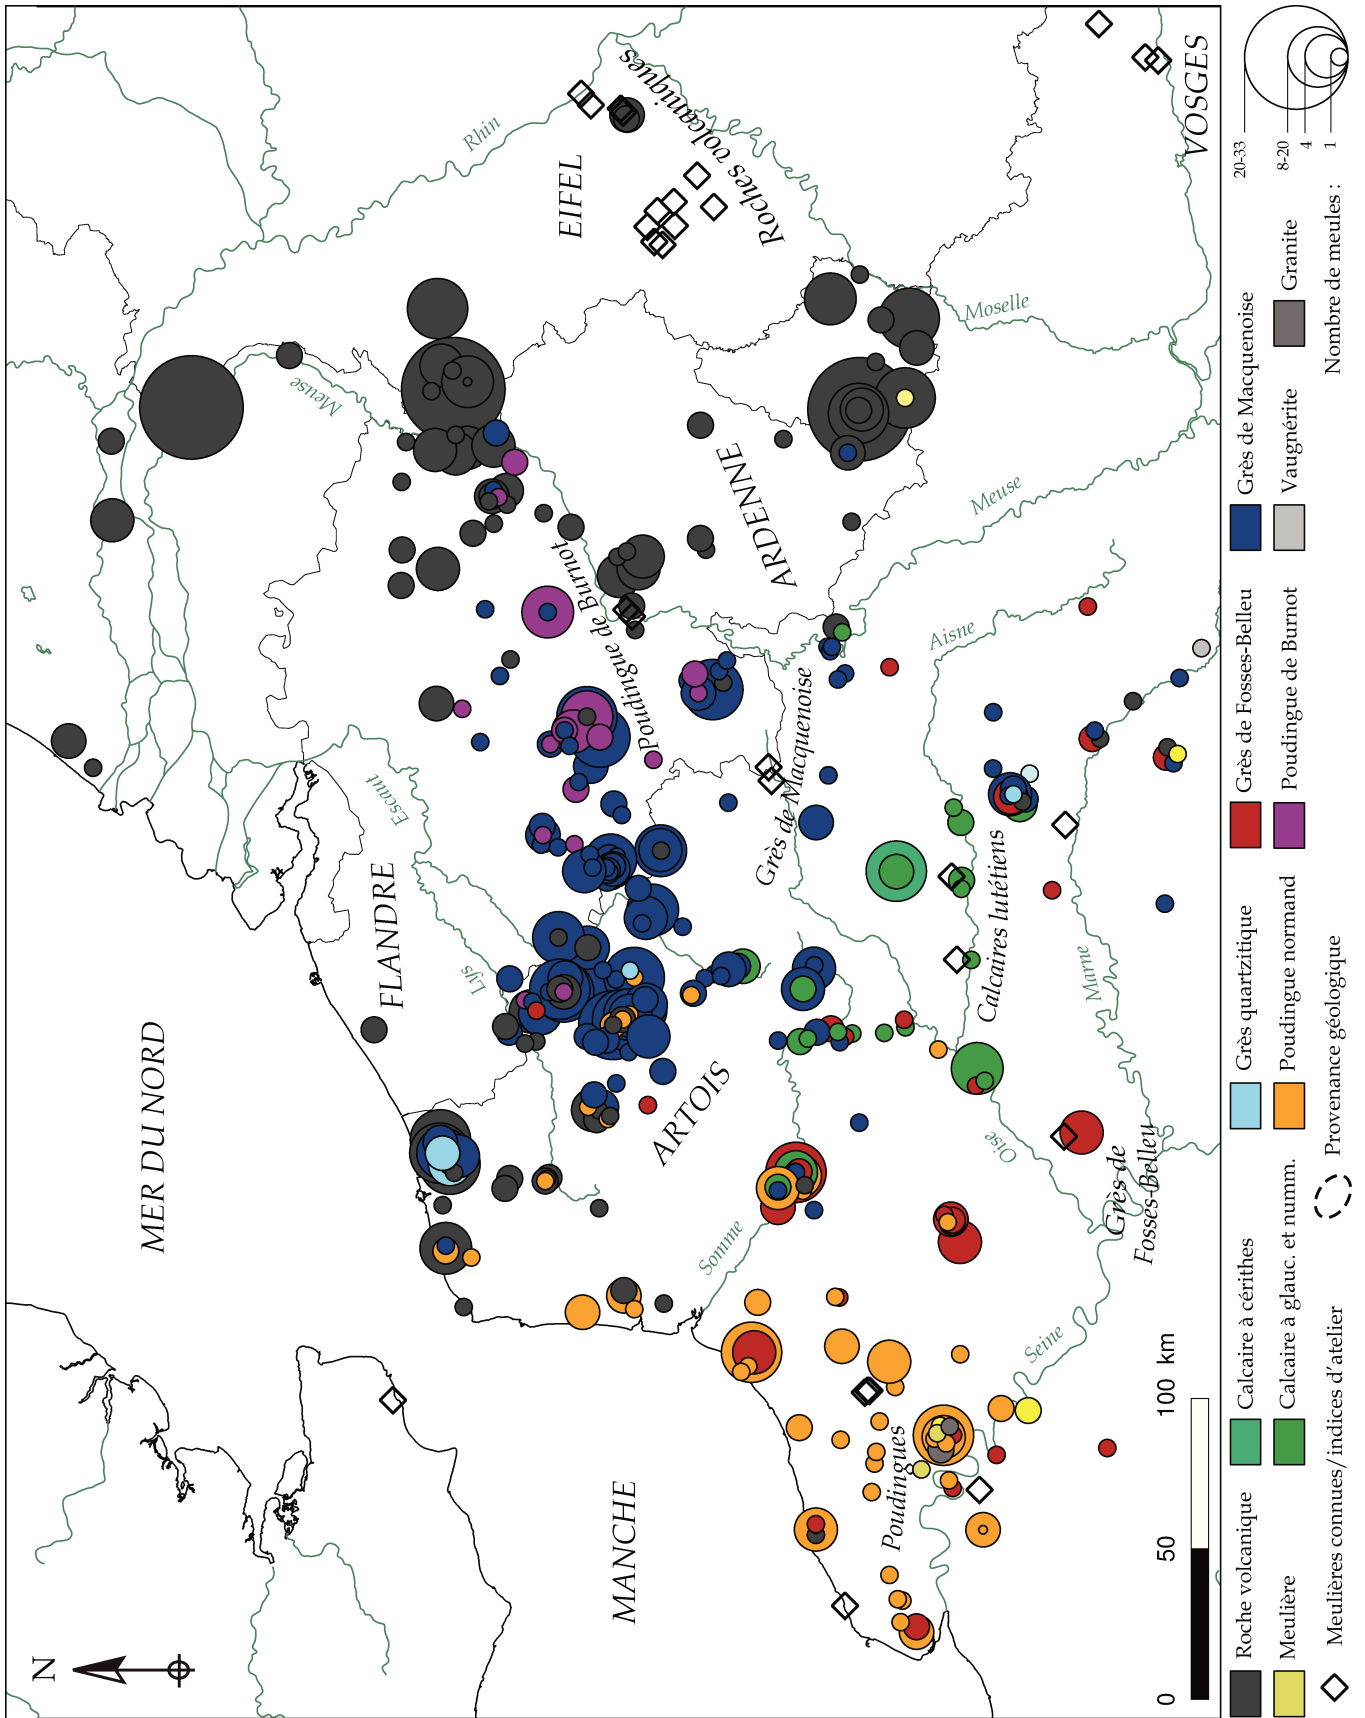 N
MER DU NORD
MANCHE
FLANDRE
ARTOIS
ARDENNE
EIFEL
VOSGES
Rhin
Meuse
Escaut
Lys
Somme
Oise
Aisne
Marne
Seine
Meuse
Moselle
Roches volcaniques
Poudingue de Burnot
Grès de Macquenoise
Calcaires lutétiens
Grès de
Fosses-Belleu
Poudingues
0
50
100 km
Roche volcanique
Calcaire à cérithes
Grès quartzitique
Grès de Fosses-Belleu
Grès de Macquenoise
Meulière
Calcaire à glauc. et numm.
Poudingue normand
Poudingue de Burnot
Vaugnérite
Granite
Meulières connues/indices d´atelier
Provenance géologique
Nombre de meules :
1
4
8-20
20-33